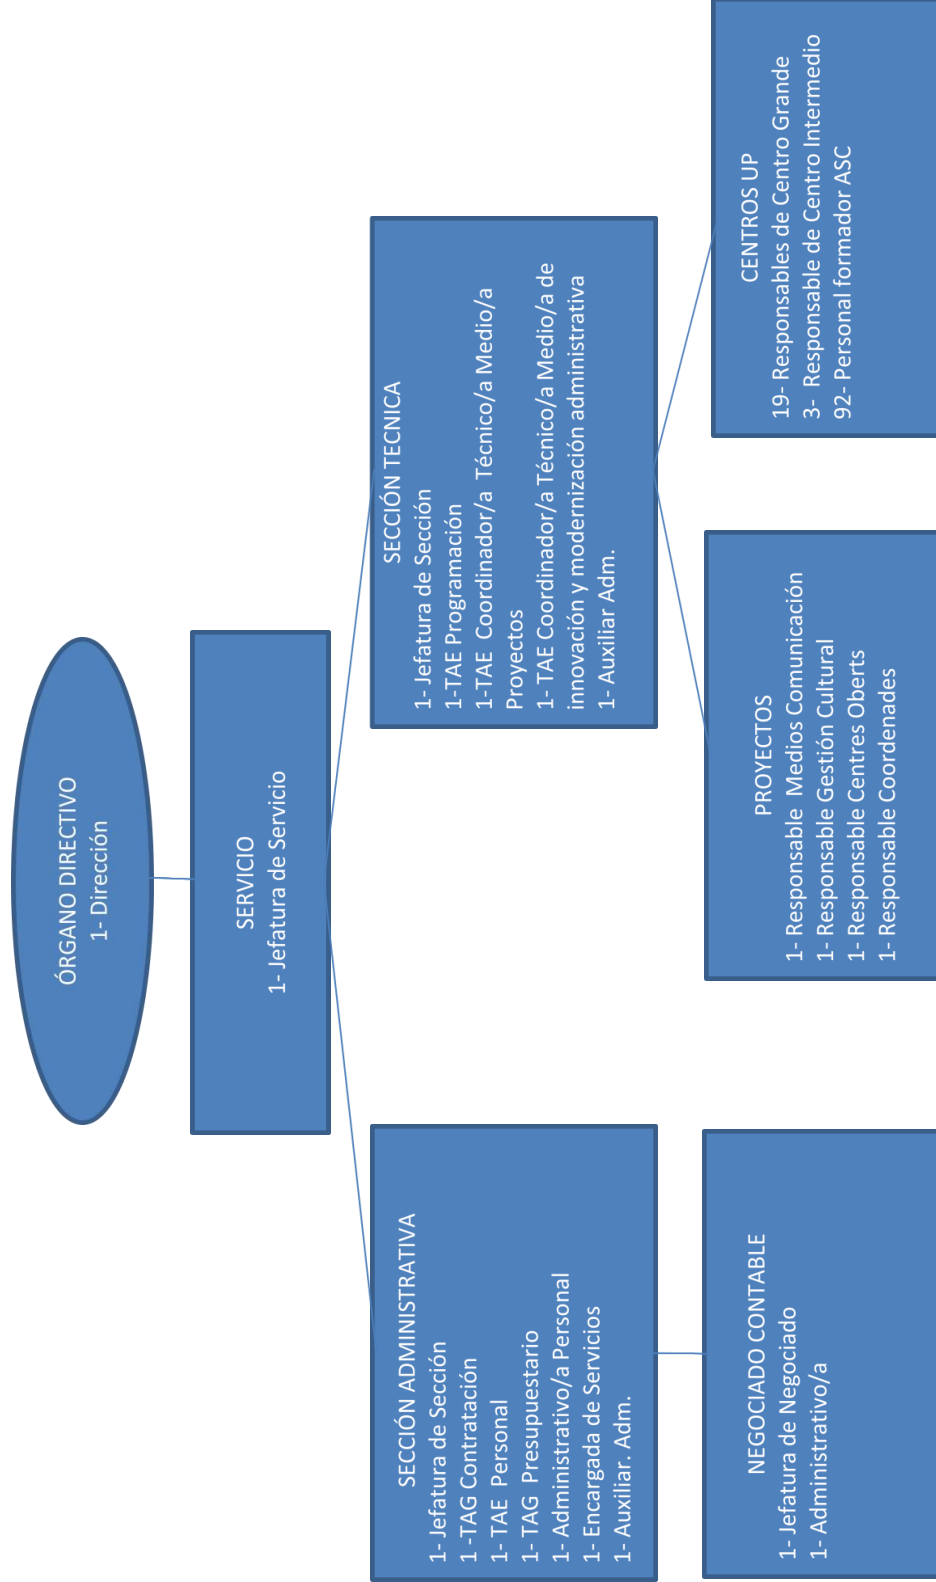 ÓRGANO DIRECTIVO
1- Dirección
SERVICIO
1- Jefatura de Servicio
SECCIÓN ADMINISTRATIVA
1- Jefatura de Sección
1 -TAG Contratación
1- TAE  Personal
1- TAG  Presupuestario
1- Administrativo/a Personal
1- Encargada de Servicios
1- Auxiliar. Adm.
SECCIÓN TECNICA
1- Jefatura de Sección
1-TAE Programación
1-TAE  Coordinador/a  Técnico/a Medio/a
Proyectos
1- TAE Coordinador/a Técnico/a Medio/a de
innovación y modernización administrativa
1- Auxiliar Adm.
NEGOCIADO CONTABLE
1- Jefatura de Negociado
1- Administrativo/a
PROYECTOS
1- Responsable  Medios Comunicación
1- Responsable Gestión Cultural
1- Responsable Centres Oberts
1- Responsable Coordenades
CENTROS UP
19- Responsables de Centro Grande
3-  Responsable de Centro Intermedio
92- Personal formador ASC